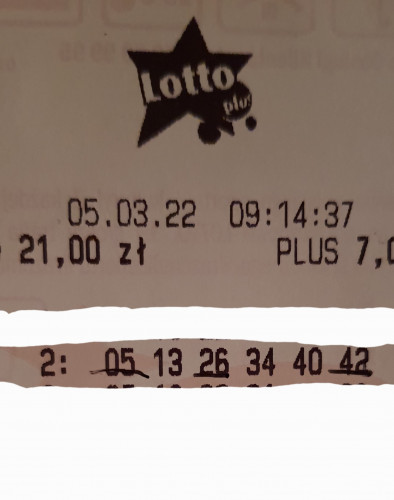 Lotto
plus
05.03.22 09:14:37
21,00 zł PLUS 7,0
2: 05 13 26 34 40 42